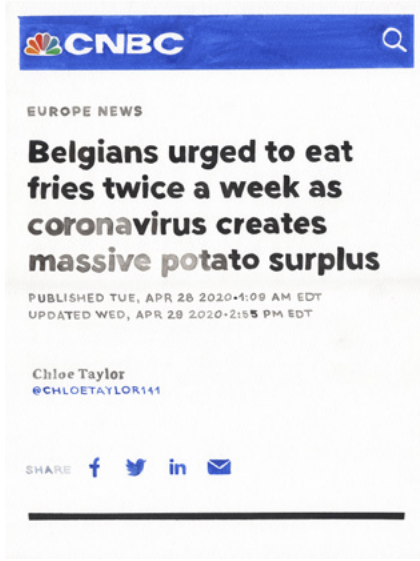 CNBC
EUROPE NEWS
Belgians urged to eat
fries twice a week as
coronavirus creates
massive potato surplus
PUBLISHED TUE, APR 28 2020•1:09 AM EDT
UPDATED WED, APR 29 2020•2:55 PM EDT
Chloe Taylor
@CHLOETAYLOR141
SHARE